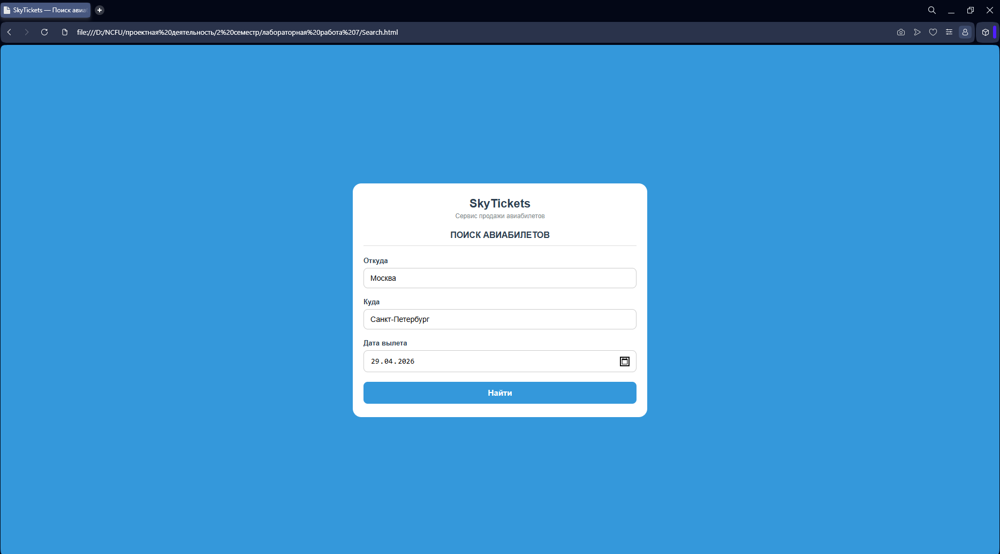 SkyTickets — Поиск авиа
file:///D:/NCFU/проектная%20деятельность/2%20семестр/лабораторная%20работа%207/Search.html
SkyTickets
Сервис продажи авиабилетов
ПОИСК АВИАБИЛЕТОВ
Откуда
Москва
Куда
Санкт-Петербург
Дата вылета
29.04.2026
Найти